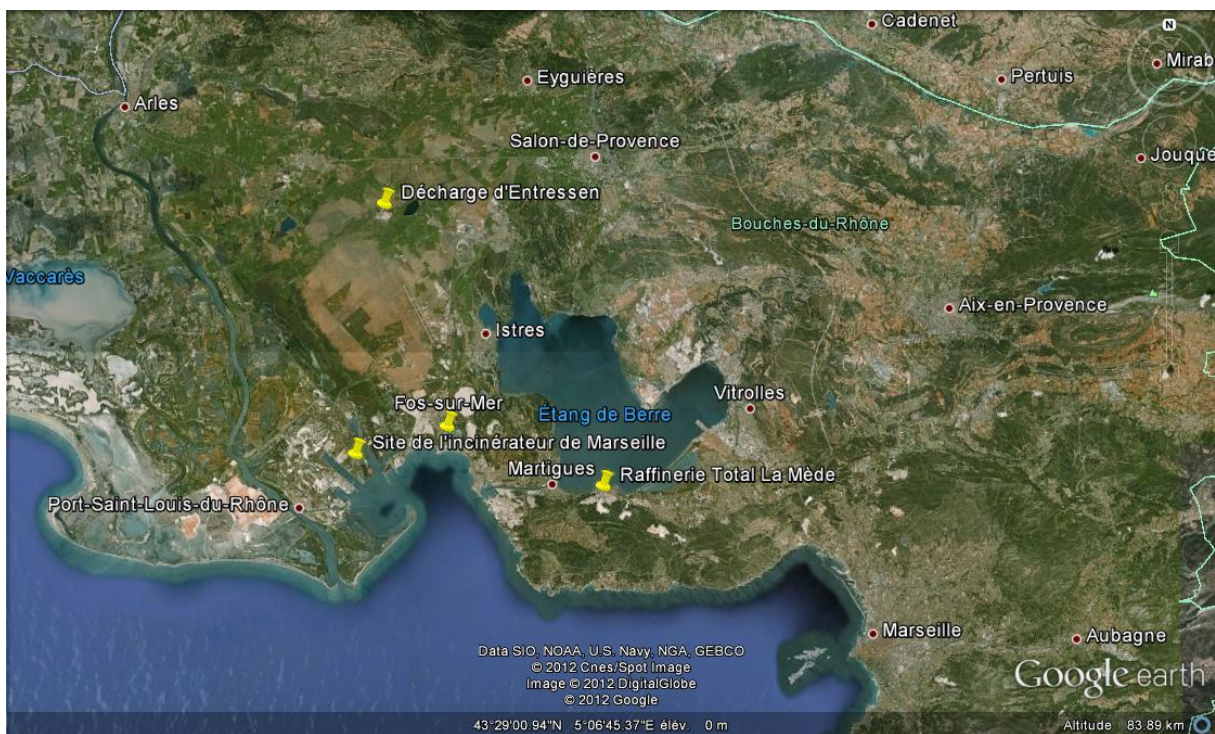 Cadenet
N
Mirab
Eyguières
Pertuis
Arles
Salon-de-Provence
Jouque
Décharge d'Entressen
Bouches-du-Rhône
Vaccarès
Aix-en-Provence
Istres
Vitrolles
Fos-sur-Mer
Étang de Berre
Site de l'incinérateur de Marseille
Martigues
Raffinerie Total La Mède
Port-Saint-Louis-du-Rhône
Marseille
Aubagne
Data SIO, NOAA, U.S. Navy, NGA, GEBCO
© 2012 Cnes/Spot Image
Image © 2012 DigitalGlobe
© 2012 Google
Google earth
43°29'00.94"N 5°06'45.37"E élév. 0 m
Altitude 83.89 km